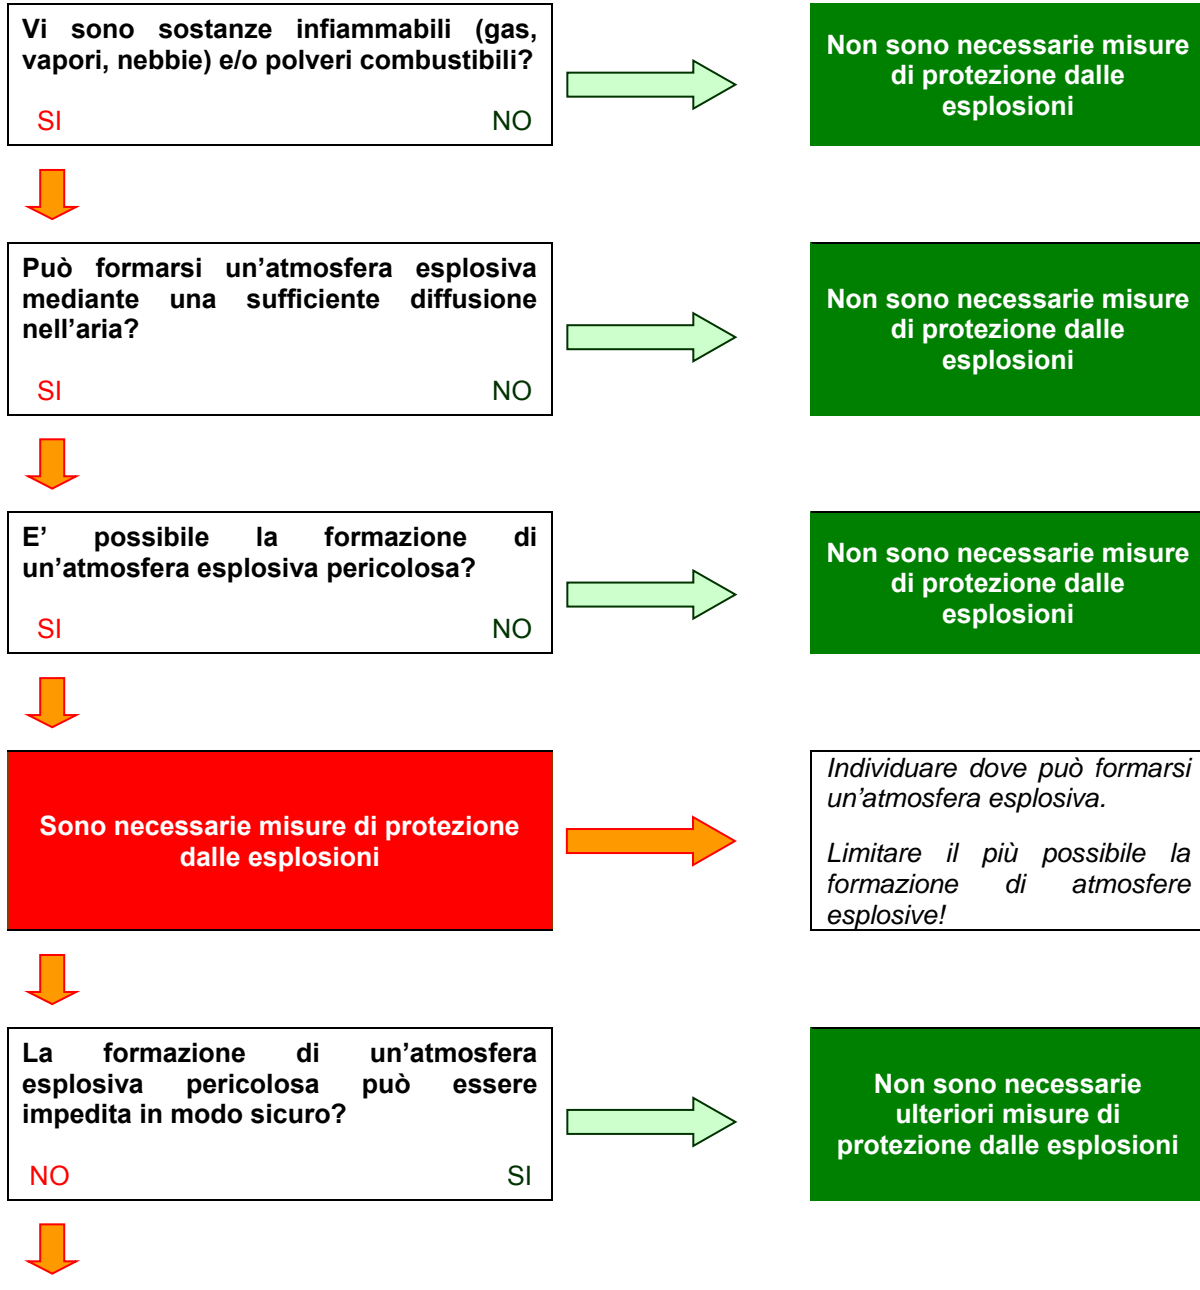 Vi sono sostanze infiammabili (gas,
vapori, nebbie) e/o polveri combustibili?
SI NO
Non sono necessarie misure
di protezione dalle
esplosioni
Può formarsi un’atmosfera esplosiva
mediante una sufficiente diffusione
nell’aria?
SI NO
Non sono necessarie misure
di protezione dalle
esplosioni
E’ possibile la formazione di
un’atmosfera esplosiva pericolosa?
SI NO
Non sono necessarie misure
di protezione dalle
esplosioni
Sono necessarie misure di protezione
dalle esplosioni
Individuare dove può formarsi
un’atmosfera esplosiva.
Limitare il più possibile la
formazione di atmosfere
esplosive!
La formazione di un’atmosfera
esplosiva pericolosa può essere
impedita in modo sicuro?
NO SI
Non sono necessarie
ulteriori misure di
protezione dalle esplosioni